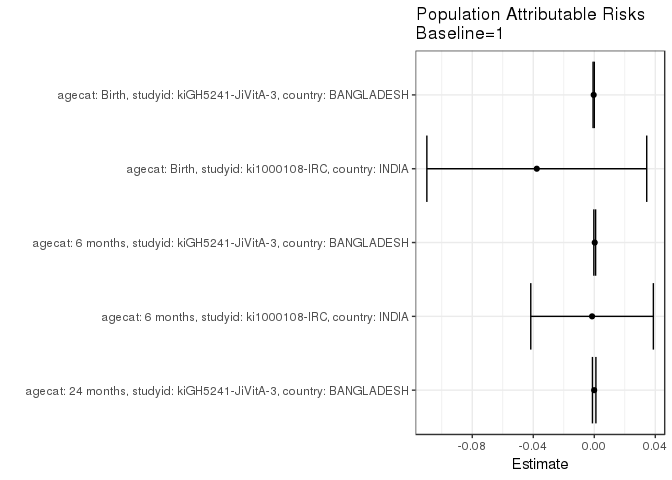 Population Attributable Risks
Baseline=1
agecat: Birth, studyid: kiGH5241-JiVitA-3, country: BANGLADESH
agecat: Birth, studyid: ki1000108-IRC, country: INDIA
agecat: 6 months, studyid: kiGH5241-JiVitA-3, country: BANGLADESH
agecat: 6 months, studyid: ki1000108-IRC, country: INDIA
agecat: 24 months, studyid: kiGH5241-JiVitA-3, country: BANGLADESH
-0.08 -0.04 0.00 0.04
Estimate